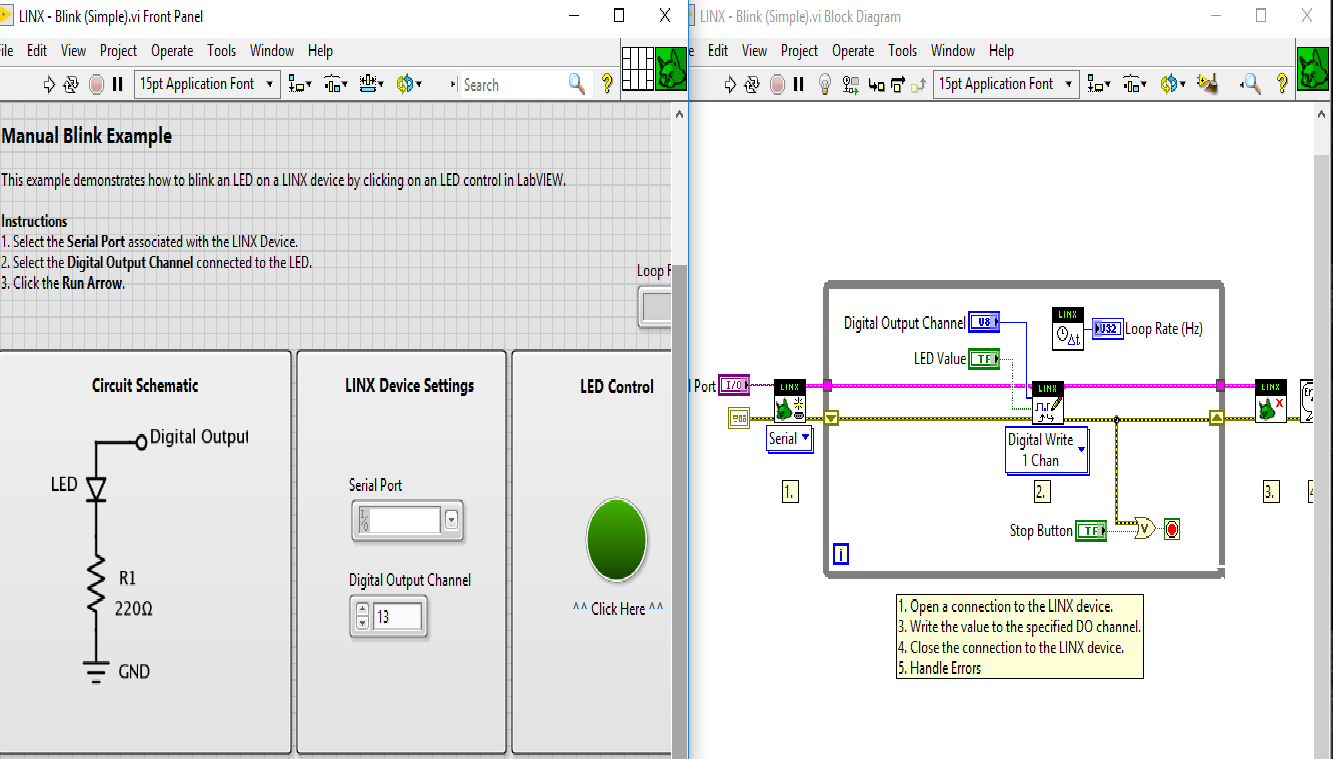 LINX - Blink (Simple).vi Front Panel
ile Edit View Project Operate Tools Window Help
15pt Application Font
Search
?
Manual Blink Example
This example demonstrates how to blink an LED on a LINX device by clicking on an LED control in LabVIEW.
Instructions
1. Select the Serial Port associated with the LINX Device.
2. Select the Digital Output Channel connected to the LED.
3. Click the Run Arrow.
Loop
Circuit Schematic
Digital Output
LED
R1
220Ω
GND
LINX Device Settings
Serial Port
I/O
Digital Output Channel
13
LED Control
^^ Click Here ^^
LINX - Blink (Simple).vi Block Diagram
e Edit View Project Operate Tools Window Help
15pt Application Font
?
Digital Output Channel U8
LINX
Δt
U32 Loop Rate (Hz)
LED Value TF
l Port I/O
LINX
Serial
LINX
Digital Write
1 Chan
LINX
X
1.
2.
3.
Stop Button TF
V
i
1. Open a connection to the LINX device.
3. Write the value to the specified DO channel.
4. Close the connection to the LINX device.
5. Handle Errors